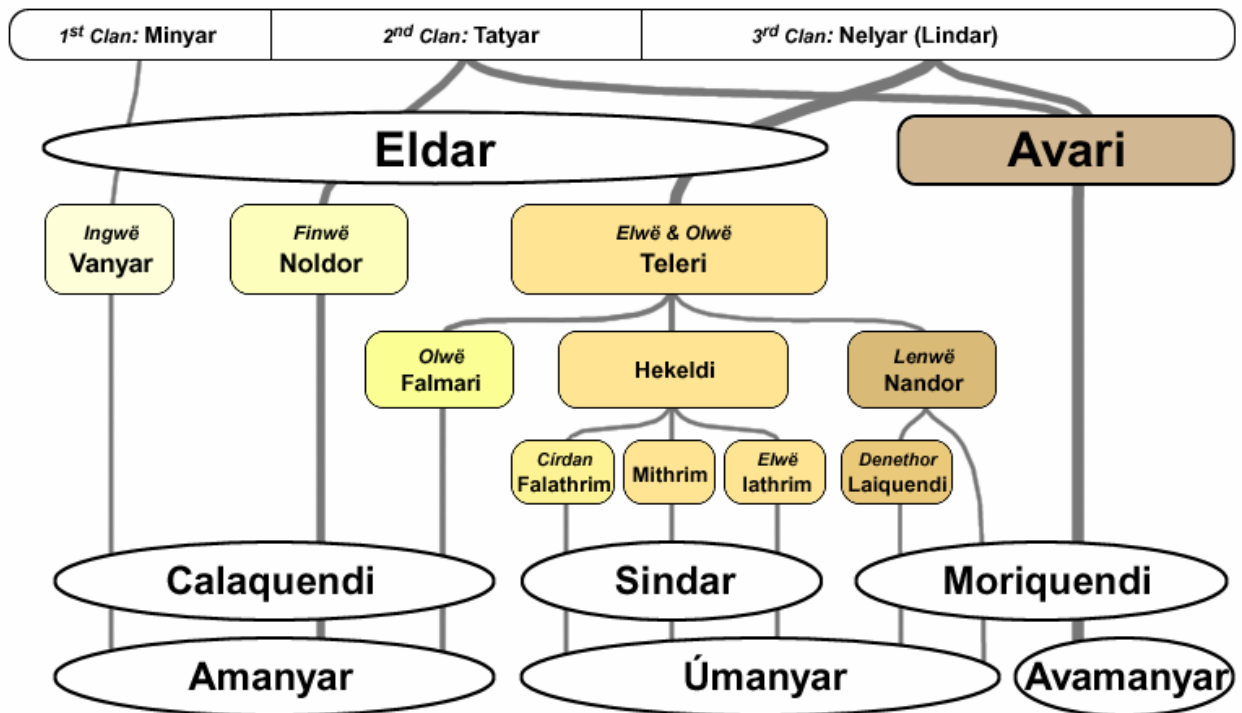 1st Clan: Minyar
2nd Clan: Tatyar
3rd Clan: Nelyar (Lindar)
Eldar
Avari
Ingwë
Vanyar
Finwë
Noldor
Elwë & Olwë
Teleri
Olwë
Falmari
Hekeldi
Lenwë
Nandor
Círdan
Falathrim
Mithrim
Elwë
Iathrim
Denethor
Laiquendi
Calaquendi
Sindar
Moriquendi
Amanyar
Úmanyar
Avamanyar